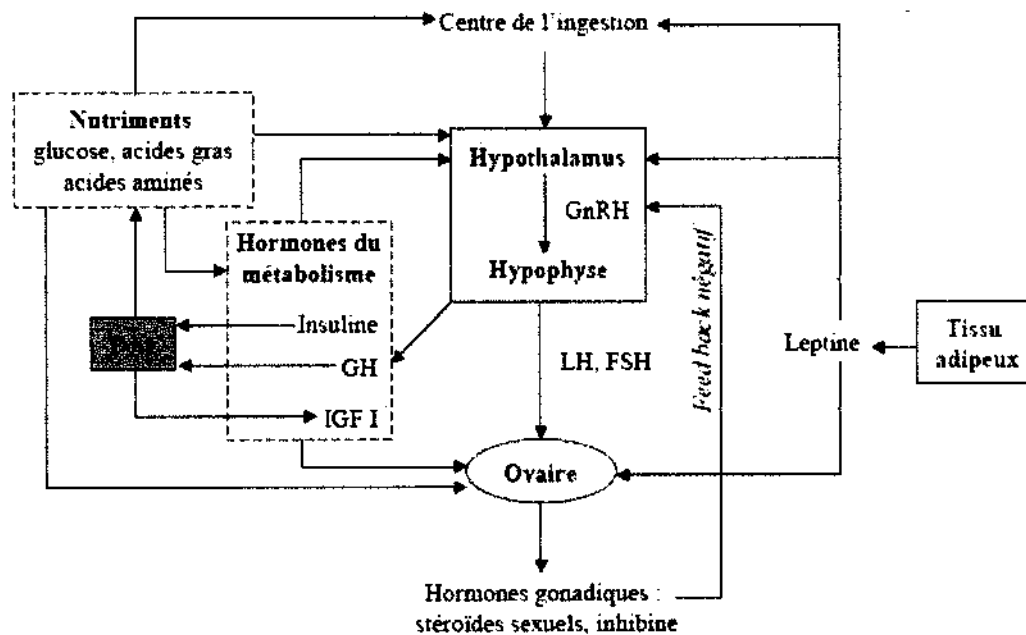 Centre de l'ingestion
Nutriments
glucose, acides gras
acides aminés
Hypothalamus
GnRH
Hypophyse
Hormones du
métabolisme
Insuline
GH
IGF I
LH, FSH
Feed back négatif
Leptine
Tissu
adipeux
Ovaire
Hormones gonadiques :
stéroïdes sexuels, inhibine